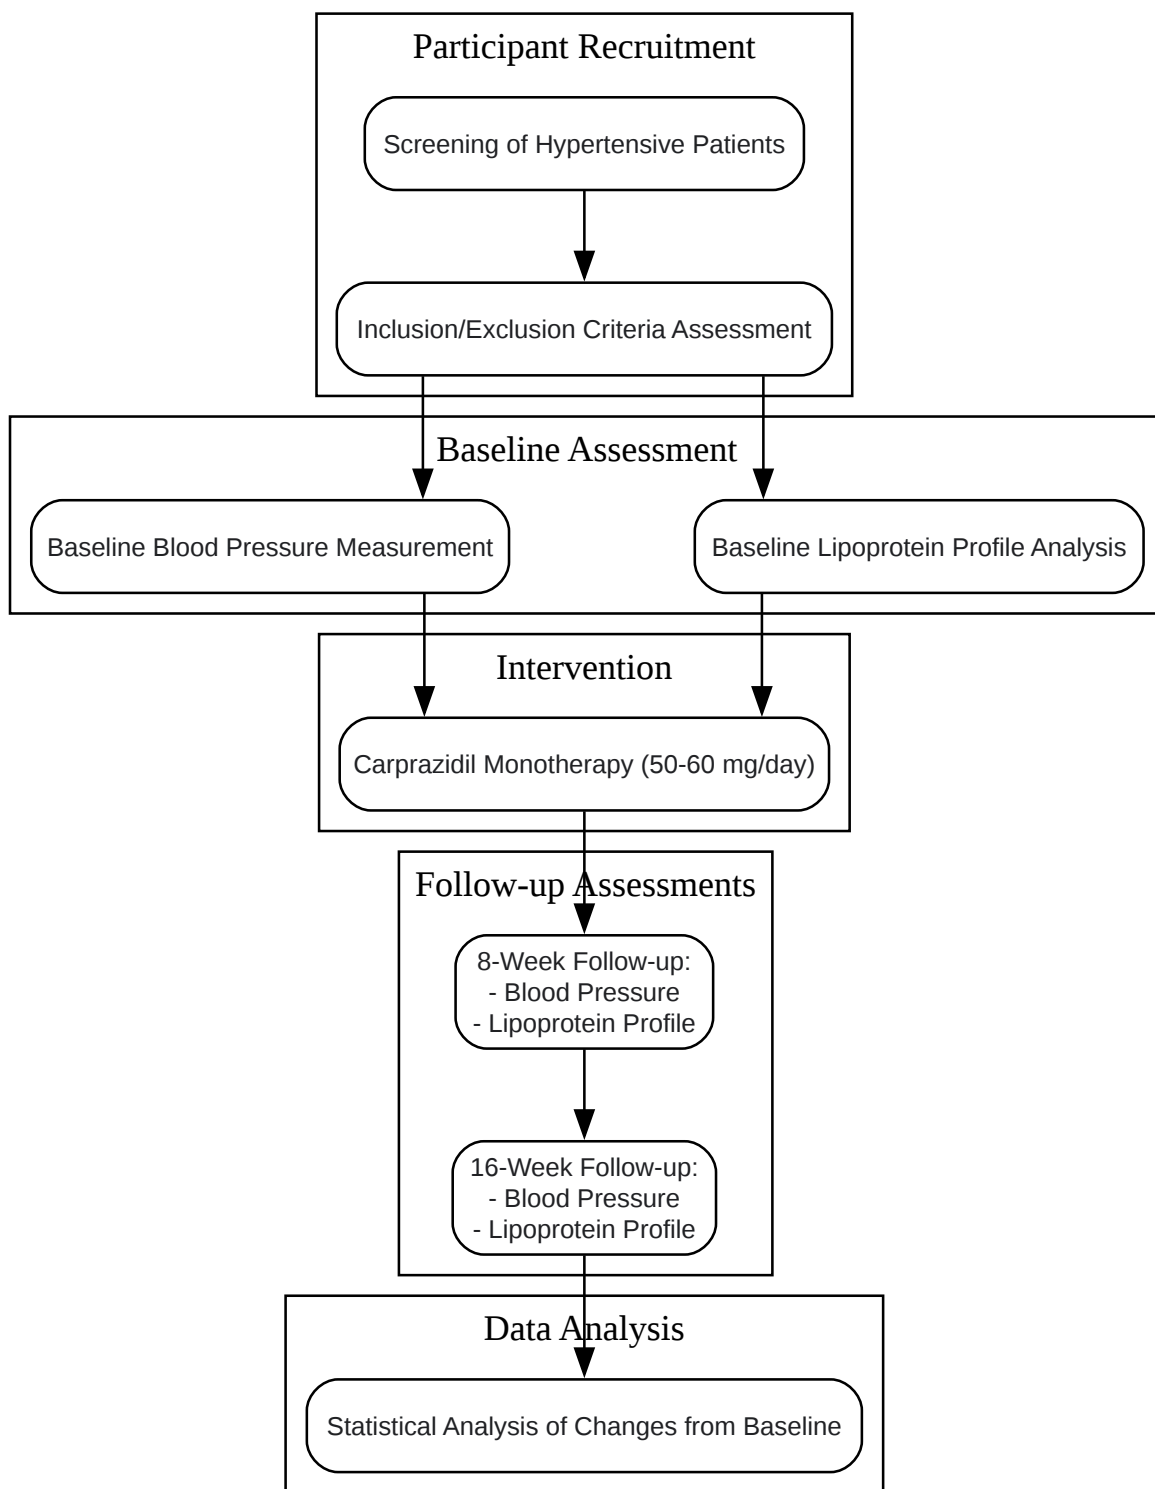 Participant Recruitment
Screening of Hypertensive Patients
Inclusion/Exclusion Criteria Assessment
Baseline Assessment
Baseline Blood Pressure Measurement
Baseline Lipoprotein Profile Analysis
Intervention
Carprazidil Monotherapy (50-60 mg/day)
Follow-up Assessments
8-Week Follow-up:
- Blood Pressure
- Lipoprotein Profile
16-Week Follow-up:
- Blood Pressure
- Lipoprotein Profile
Data Analysis
Statistical Analysis of Changes from Baseline